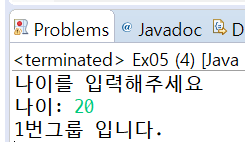 Problems @ Javadoc D
<terminated> Ex05 (4) [Java
나이를 입력해주세요
나이: 20
1번그룹 입니다.